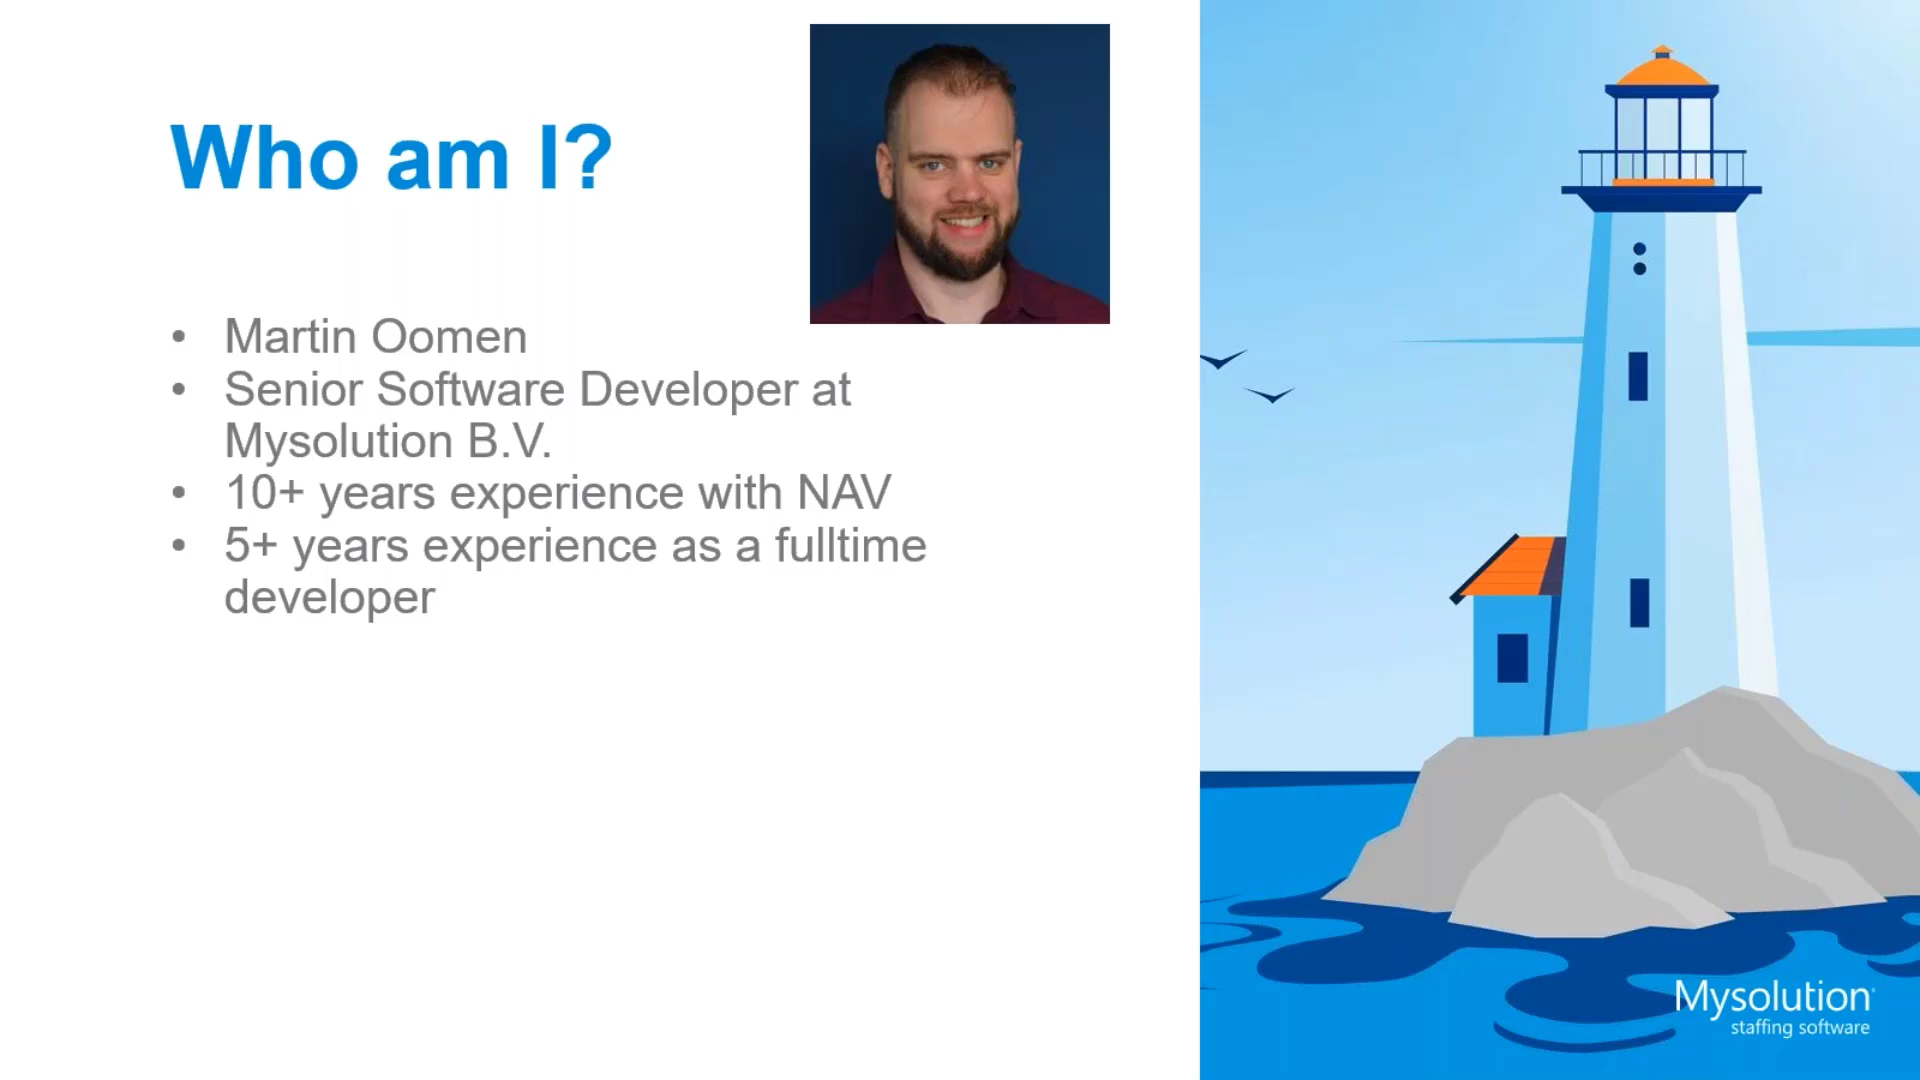 Who am I?
• Martin Oomen
• Senior Software Developer at
Mysolution B.V.
• 10+ years experience with NAV
• 5+ years experience as a fulltime
developer
Mysolution
staffing software